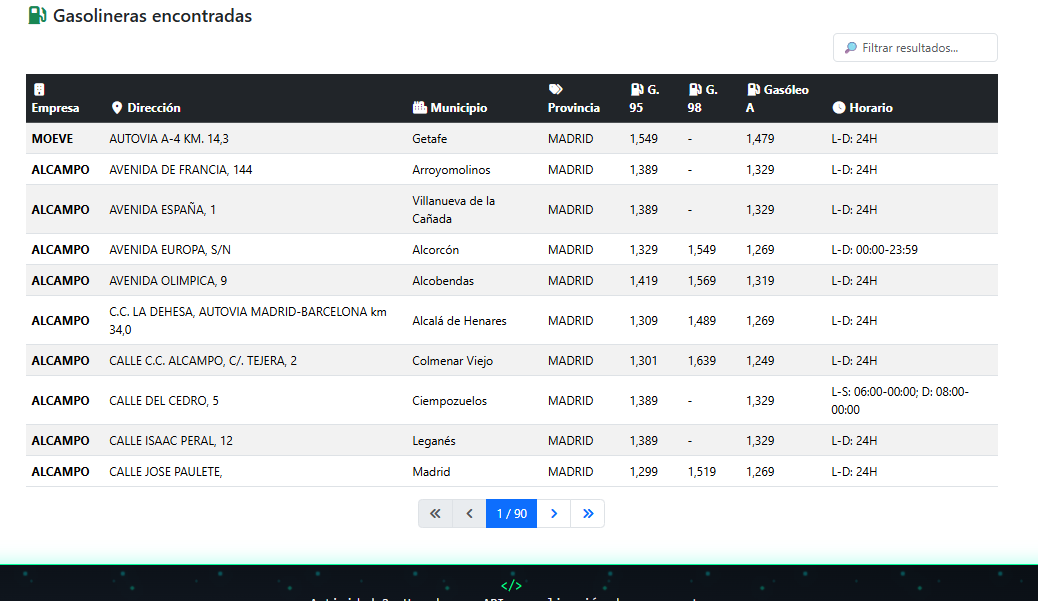 Gasolineras encontradas
🔎 Filtrar resultados...
Empresa Dirección Municipio Provincia G. 95 G. 98 Gasóleo A Horario
MOEVE AUTOVIA A-4 KM. 14,3 Getafe MADRID 1,549 - 1,479 L-D: 24H
ALCAMPO AVENIDA DE FRANCIA, 144 Arroyomolinos MADRID 1,389 - 1,329 L-D: 24H
ALCAMPO AVENIDA ESPAÑA, 1 Villanueva de la Cañada MADRID 1,389 - 1,329 L-D: 24H
ALCAMPO AVENIDA EUROPA, S/N Alcorcón MADRID 1,329 1,549 1,269 L-D: 00:00-23:59
ALCAMPO AVENIDA OLIMPICA, 9 Alcobendas MADRID 1,419 1,569 1,319 L-D: 24H
ALCAMPO C.C. LA DEHESA, AUTOVIA MADRID-BARCELONA km 34,0 Alcalá de Henares MADRID 1,309 1,489 1,269 L-D: 24H
ALCAMPO CALLE C.C. ALCAMPO, C/. TEJERA, 2 Colmenar Viejo MADRID 1,301 1,639 1,249 L-D: 24H
ALCAMPO CALLE DEL CEDRO, 5 Ciempozuelos MADRID 1,389 - 1,329 L-S: 06:00-00:00; D: 08:00-00:00
ALCAMPO CALLE ISAAC PERAL, 12 Leganés MADRID 1,389 - 1,329 L-D: 24H
ALCAMPO CALLE JOSE PAULETE, Madrid MADRID 1,299 1,519 1,269 L-D: 24H
« ‹ 1 / 90 › »
</>